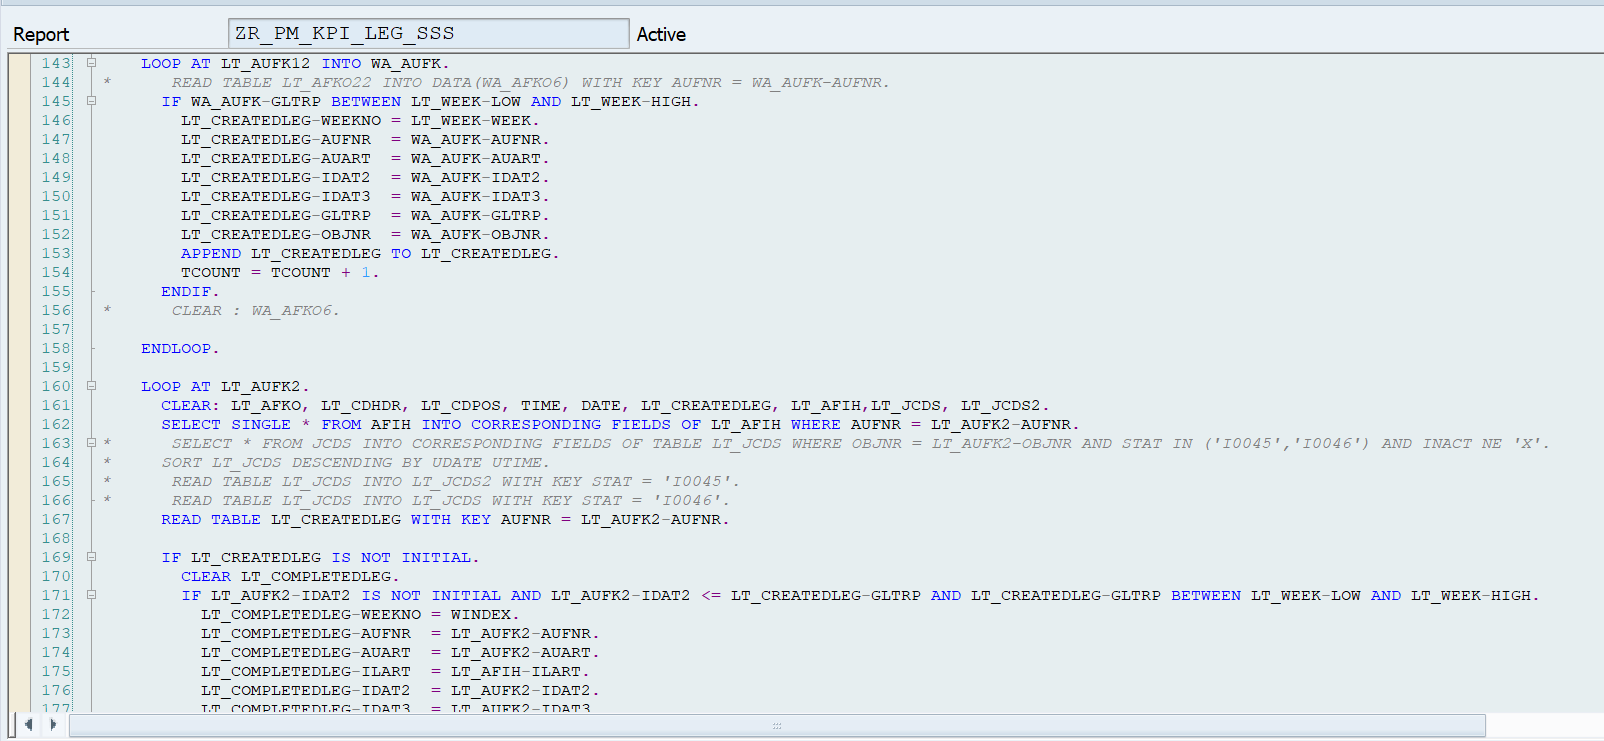 Report ZR_PM_KPI_LEG_SSS Active
143 LOOP AT LT_AUFK12 INTO WA_AUFK.
144 * READ TABLE LT_AFKO22 INTO DATA(WA_AFKO6) WITH KEY AUFNR = WA_AUFK-AUFNR.
145 IF WA_AUFK-GLTRP BETWEEN LT_WEEK-LOW AND LT_WEEK-HIGH.
146 LT_CREATEDLEG-WEEKNO = LT_WEEK-WEEK.
147 LT_CREATEDLEG-AUFNR = WA_AUFK-AUFNR.
148 LT_CREATEDLEG-AUART = WA_AUFK-AUART.
149 LT_CREATEDLEG-IDAT2 = WA_AUFK-IDAT2.
150 LT_CREATEDLEG-IDAT3 = WA_AUFK-IDAT3.
151 LT_CREATEDLEG-GLTRP = WA_AUFK-GLTRP.
152 LT_CREATEDLEG-OBJNR = WA_AUFK-OBJNR.
153 APPEND LT_CREATEDLEG TO LT_CREATEDLEG.
154 TCOUNT = TCOUNT + 1.
155 ENDIF.
156 * CLEAR : WA_AFKO6.
157
158 ENDLOOP.
159
160 LOOP AT LT_AUFK2.
161 CLEAR: LT_AFKO, LT_CDHDR, LT_CDPOS, TIME, DATE, LT_CREATEDLEG, LT_AFIH,LT_JCDS, LT_JCDS2.
162 SELECT SINGLE * FROM AFIH INTO CORRESPONDING FIELDS OF LT_AFIH WHERE AUFNR = LT_AUFK2-AUFNR.
163 * SELECT * FROM JCDS INTO CORRESPONDING FIELDS OF TABLE LT_JCDS WHERE OBJNR = LT_AUFK2-OBJNR AND STAT IN ('I0045','I0046') AND INACT NE 'X'.
164 * SORT LT_JCDS DESCENDING BY UDATE UTIME.
165 * READ TABLE LT_JCDS INTO LT_JCDS2 WITH KEY STAT = 'I0045'.
166 * READ TABLE LT_JCDS INTO LT_JCDS WITH KEY STAT = 'I0046'.
167 READ TABLE LT_CREATEDLEG WITH KEY AUFNR = LT_AUFK2-AUFNR.
168
169 IF LT_CREATEDLEG IS NOT INITIAL.
170 CLEAR LT_COMPLETEDLEG.
171 IF LT_AUFK2-IDAT2 IS NOT INITIAL AND LT_AUFK2-IDAT2 <= LT_CREATEDLEG-GLTRP AND LT_CREATEDLEG-GLTRP BETWEEN LT_WEEK-LOW AND LT_WEEK-HIGH.
172 LT_COMPLETEDLEG-WEEKNO = WINDEX.
173 LT_COMPLETEDLEG-AUFNR = LT_AUFK2-AUFNR.
174 LT_COMPLETEDLEG-AUART = LT_AUFK2-AUART.
175 LT_COMPLETEDLEG-ILART = LT_AFIH-ILART.
176 LT_COMPLETEDLEG-IDAT2 = LT_AUFK2-IDAT2.
177 LT_COMPLETEDLEG-IDAT3 = LT_AUFK2-IDAT3